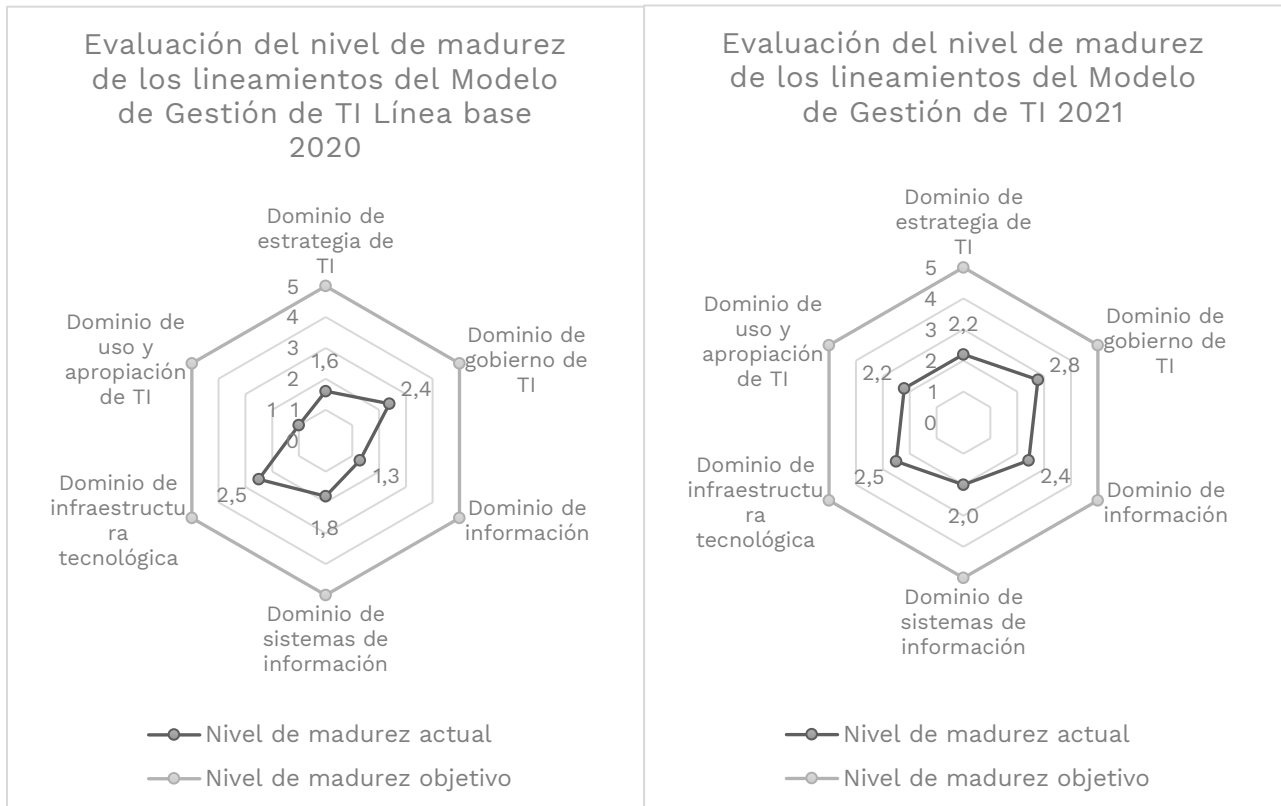 Evaluación del nivel de madurez
de los lineamientos del Modelo
de Gestión de TI Línea base
2020
Dominio de
estrategia de
TI
5
4
3
2
1
0
1,6
2,4
1,3
1,8
2,5
1
Dominio de
gobierno de
TI
Dominio de
información
Dominio de
sistemas de
información
Dominio de
infraestructu
ra
tecnológica
Dominio de
uso y
apropiación
de TI
Nivel de madurez actual
Nivel de madurez objetivo
Evaluación del nivel de madurez
de los lineamientos del Modelo
de Gestión de TI 2021
Dominio de
estrategia de
TI
5
4
3
2
1
0
2,2
2,8
2,4
2,0
2,5
2,2
Dominio de
gobierno de
TI
Dominio de
información
Dominio de
sistemas de
información
Dominio de
infraestructu
ra
tecnológica
Dominio de
uso y
apropiación
de TI
Nivel de madurez actual
Nivel de madurez objetivo